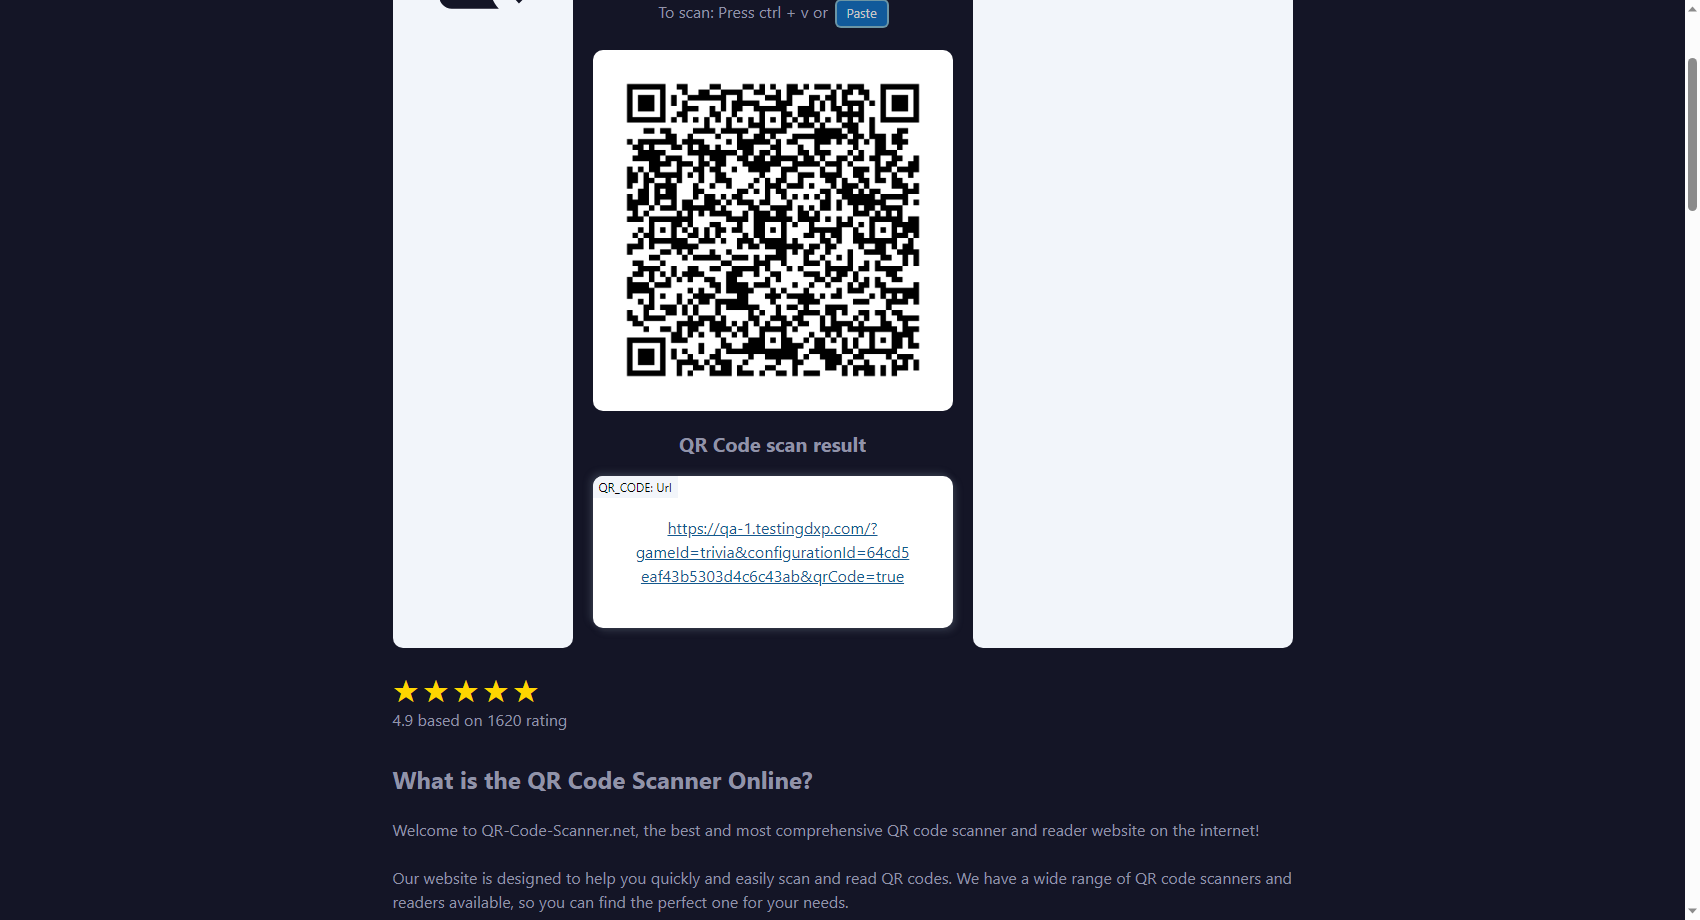 To scan: Press ctrl + v or Paste
QR Code scan result
QR_CODE: Url
https://qa-1.testingdxp.com/?
gameId=trivia&configurationId=64cd5
eaf43b5303d4c6c43ab&qrCode=true
4.9 based on 1620 rating
What is the QR Code Scanner Online?
Welcome to QR-Code-Scanner.net, the best and most comprehensive QR code scanner and reader website on the internet!
Our website is designed to help you quickly and easily scan and read QR codes. We have a wide range of QR code scanners and
readers available, so you can find the perfect one for your needs.